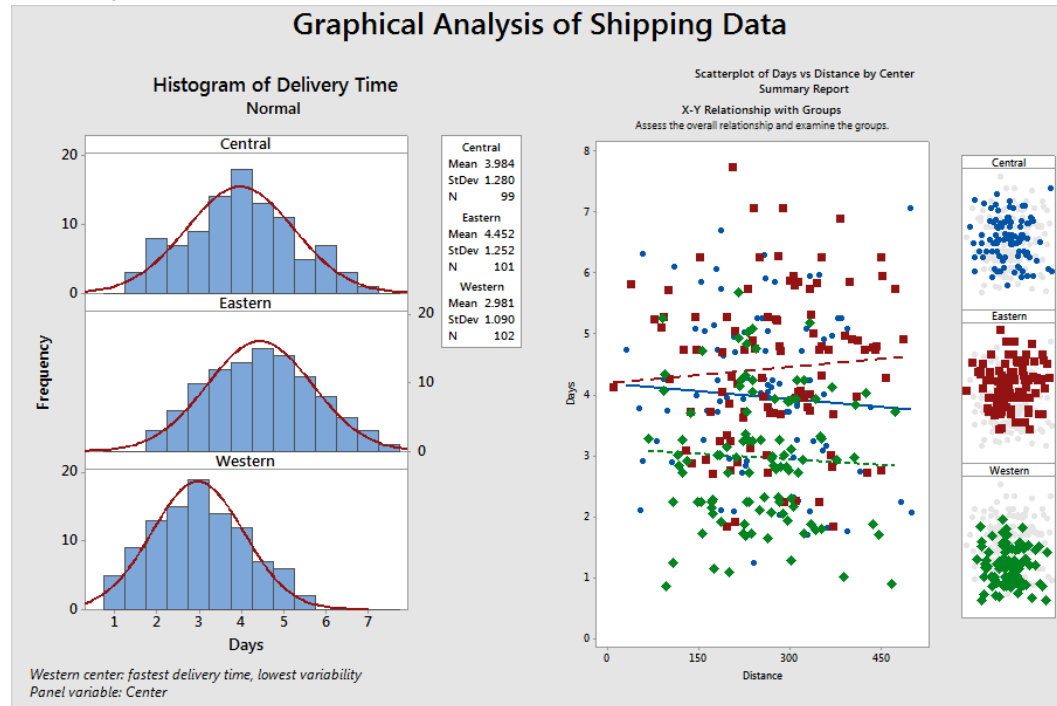 Graphical Analysis of Shipping Data
Histogram of Delivery Time
Normal
Central
20
10
0
Eastern
20
10
0
Western
20
10
0
1 2 3 4 5 6 7
Frequency
Days
Central
Mean 3.984
StDev 1.280
N 99
Eastern
Mean 4.452
StDev 1.252
N 101
Western
Mean 2.981
StDev 1.090
N 102
Western center: fastest delivery time, lowest variability
Panel variable: Center
Scatterplot of Days vs Distance by Center
Summary Report
X-Y Relationship with Groups
Assess the overall relationship and examine the groups.
8
7
6
5
4
3
2
1
0
Days
0 150 300 450
Distance
Central
Eastern
Western